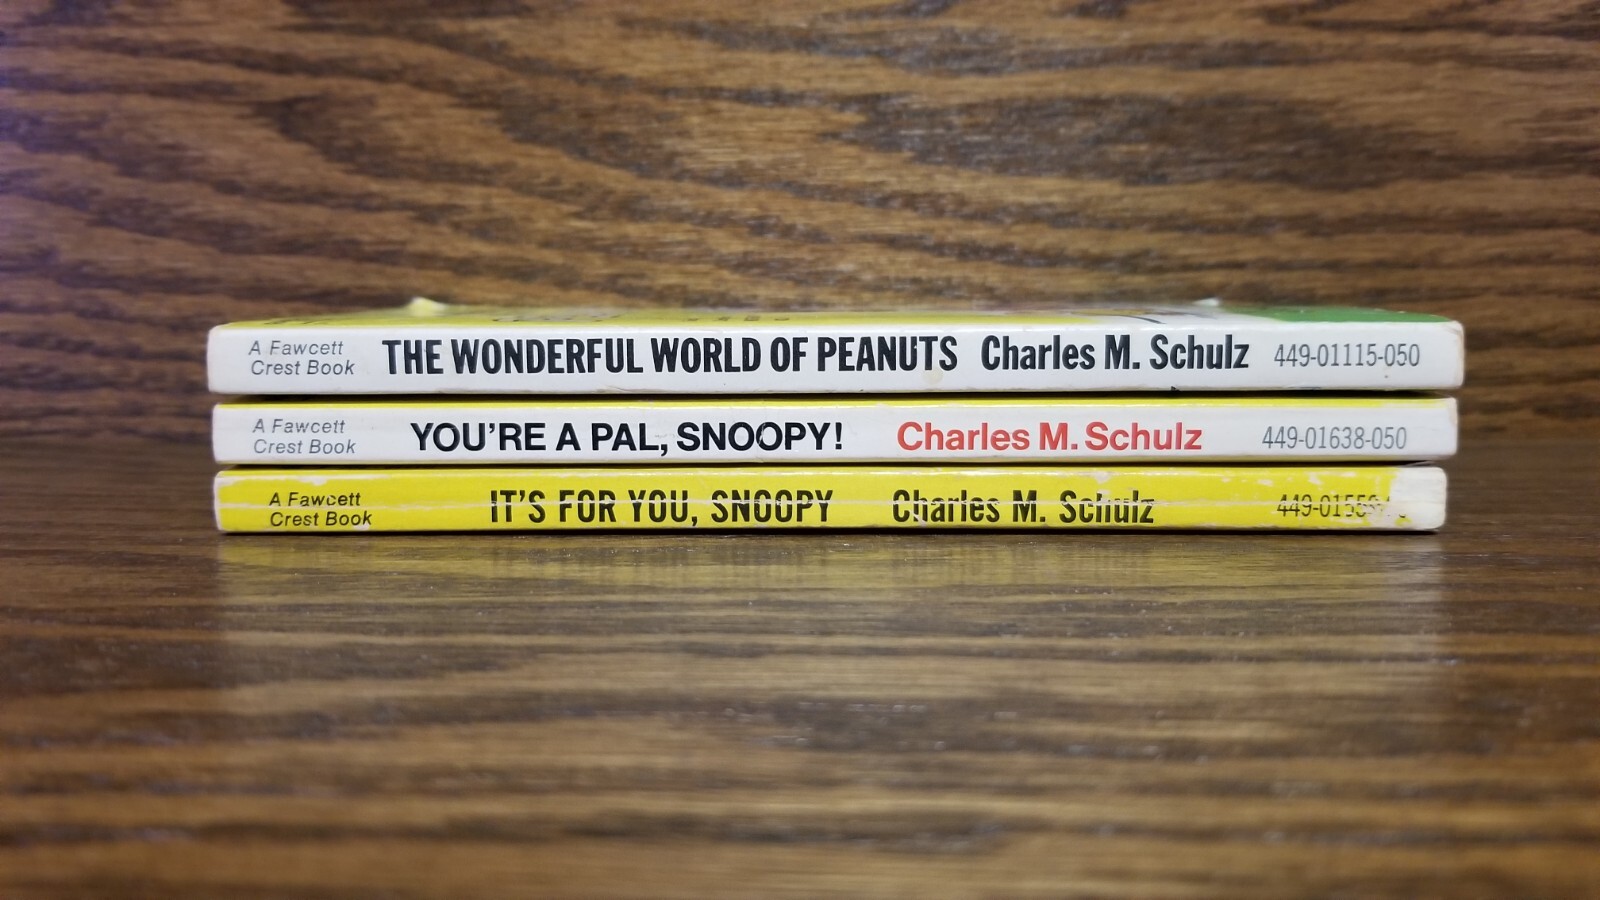 A Fawcett
Crest Book
THE WONDERFUL WORLD OF PEANUTS Charles M. Schulz 449-01115-050
A Fawcett
Crest Book
YOU'RE A PAL, SNOOPY! Charles M. Schulz 449-01638-050
A Fawcett
Crest Book
IT'S FOR YOU, SNOOPY Charles M. Schulz